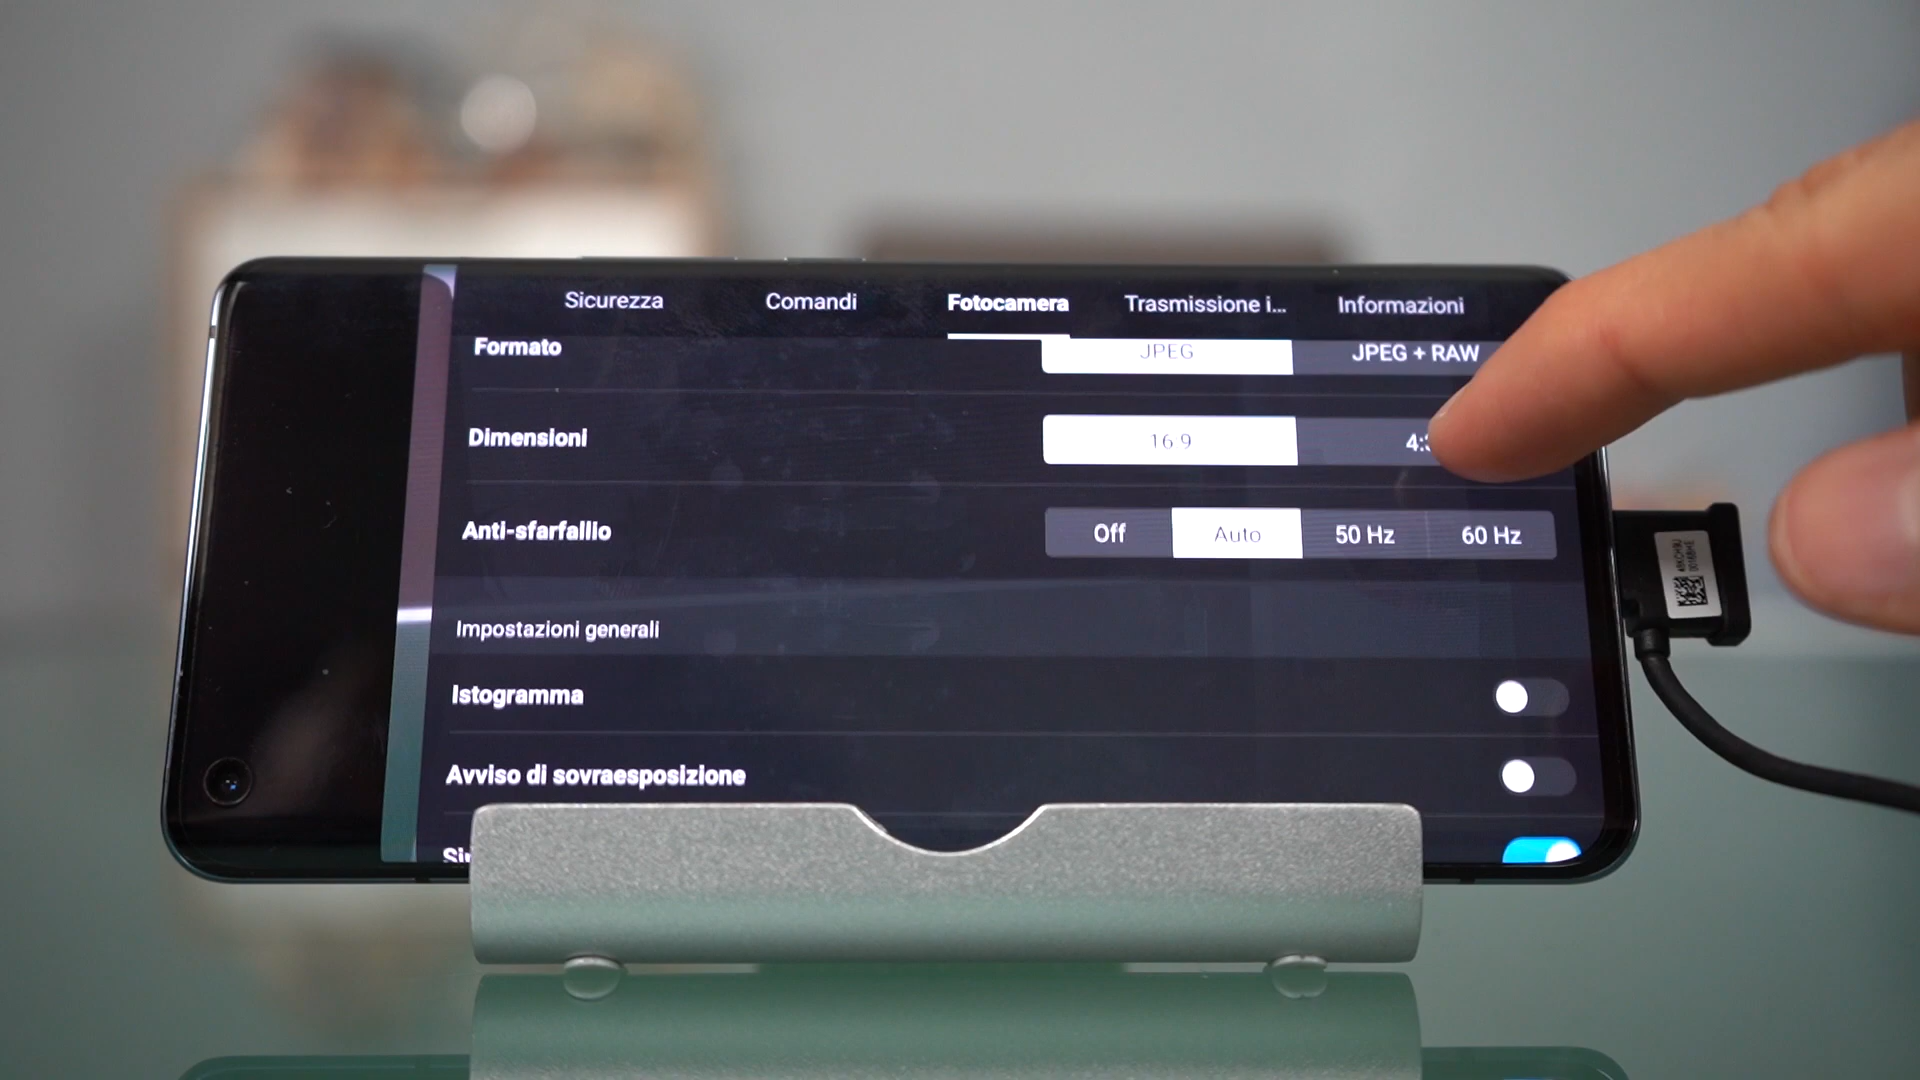 Sicurezza Comandi Fotocamera Trasmissione i... Informazioni
Formato JPEG JPEG + RAW
Dimensioni 16 9 4:
Anti-sfarfallio Off Auto 50 Hz 60 Hz
Impostazioni generali
Istogramma
Avviso di sovraesposizione